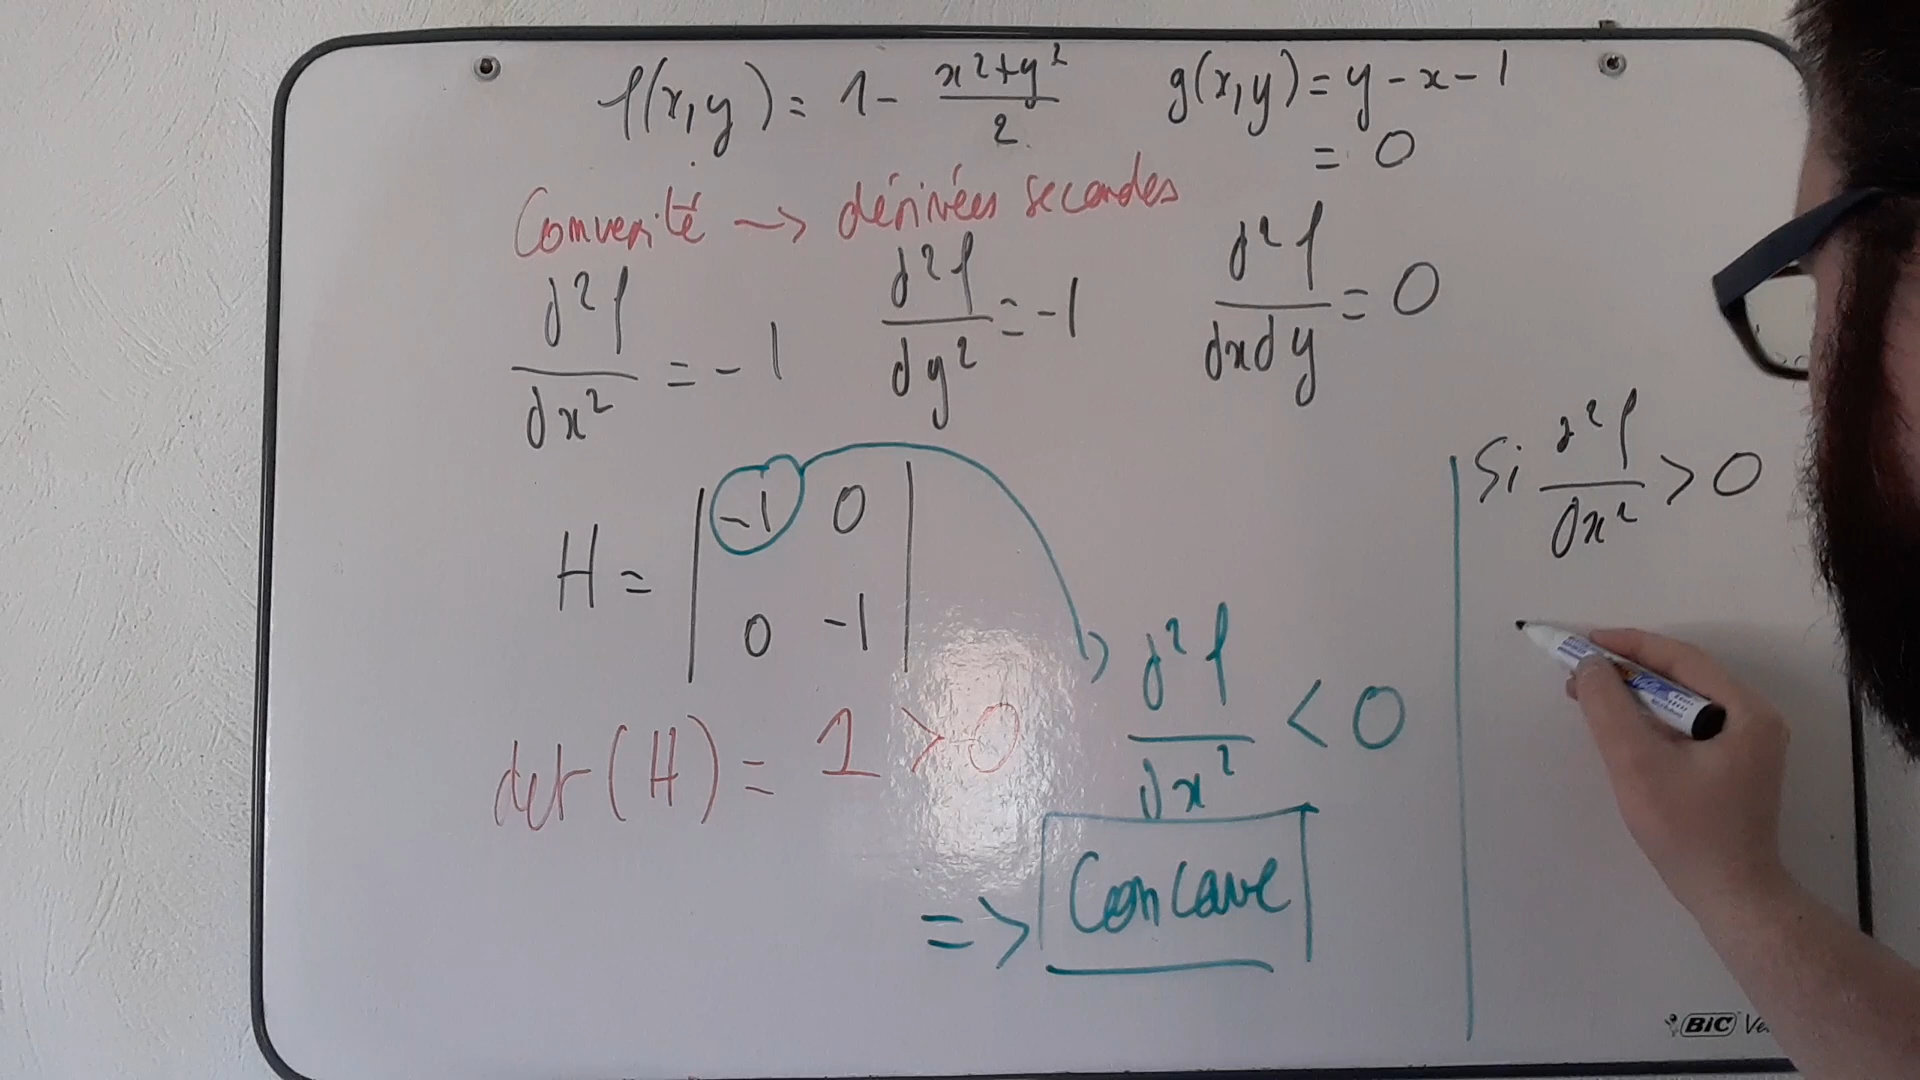 f(x,y) = 1 - (x²+y²)/2 g(x,y) = y - x - 1
= 0
Convexité -> dérivées secondes
∂²f/∂x² = -1 ∂²f/∂y² = -1 ∂²f/∂x∂y = 0
Si ∂²f/∂x² > 0
H = | -1 0 |
| 0 -1 |
det(H) = 1 > 0
∂²f/∂x² < 0
=> Concave
BIC